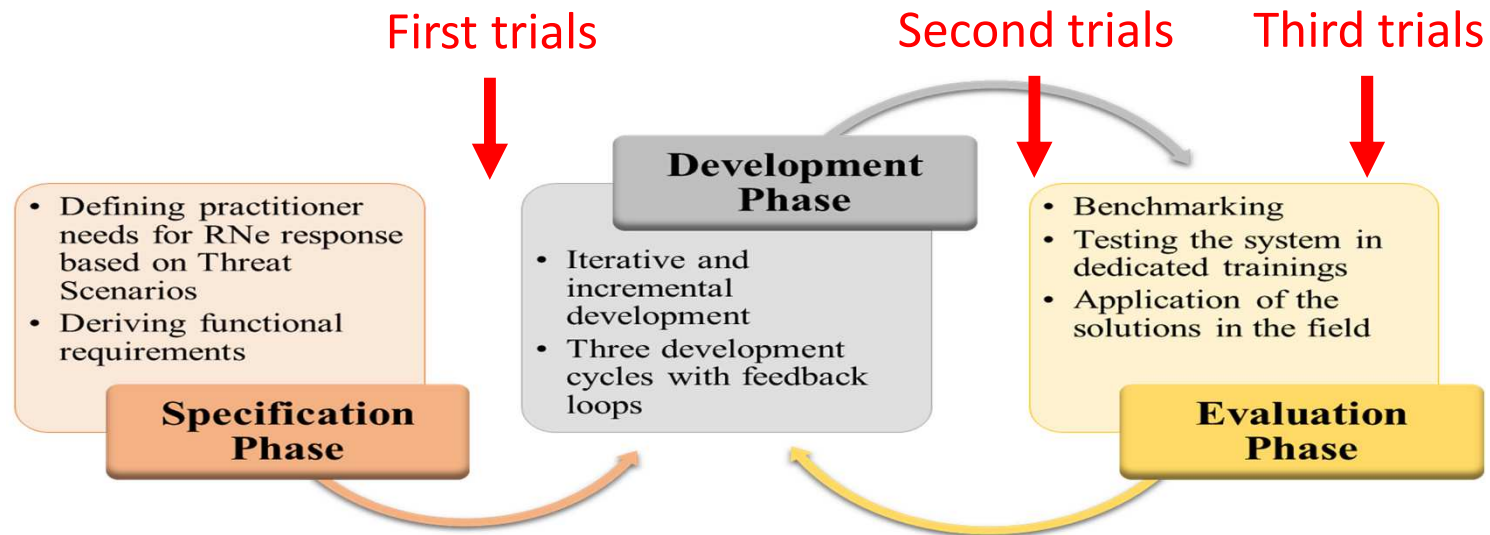 First trials
Second trials
Third trials
• Defining practitioner
needs for RNe response
based on Threat
Scenarios
• Deriving functional
requirements
Specification
Phase
Development
Phase
• Iterative and
incremental
development
• Three development
cycles with feedback
loops
• Benchmarking
• Testing the system in
dedicated trainings
• Application of the
solutions in the field
Evaluation
Phase